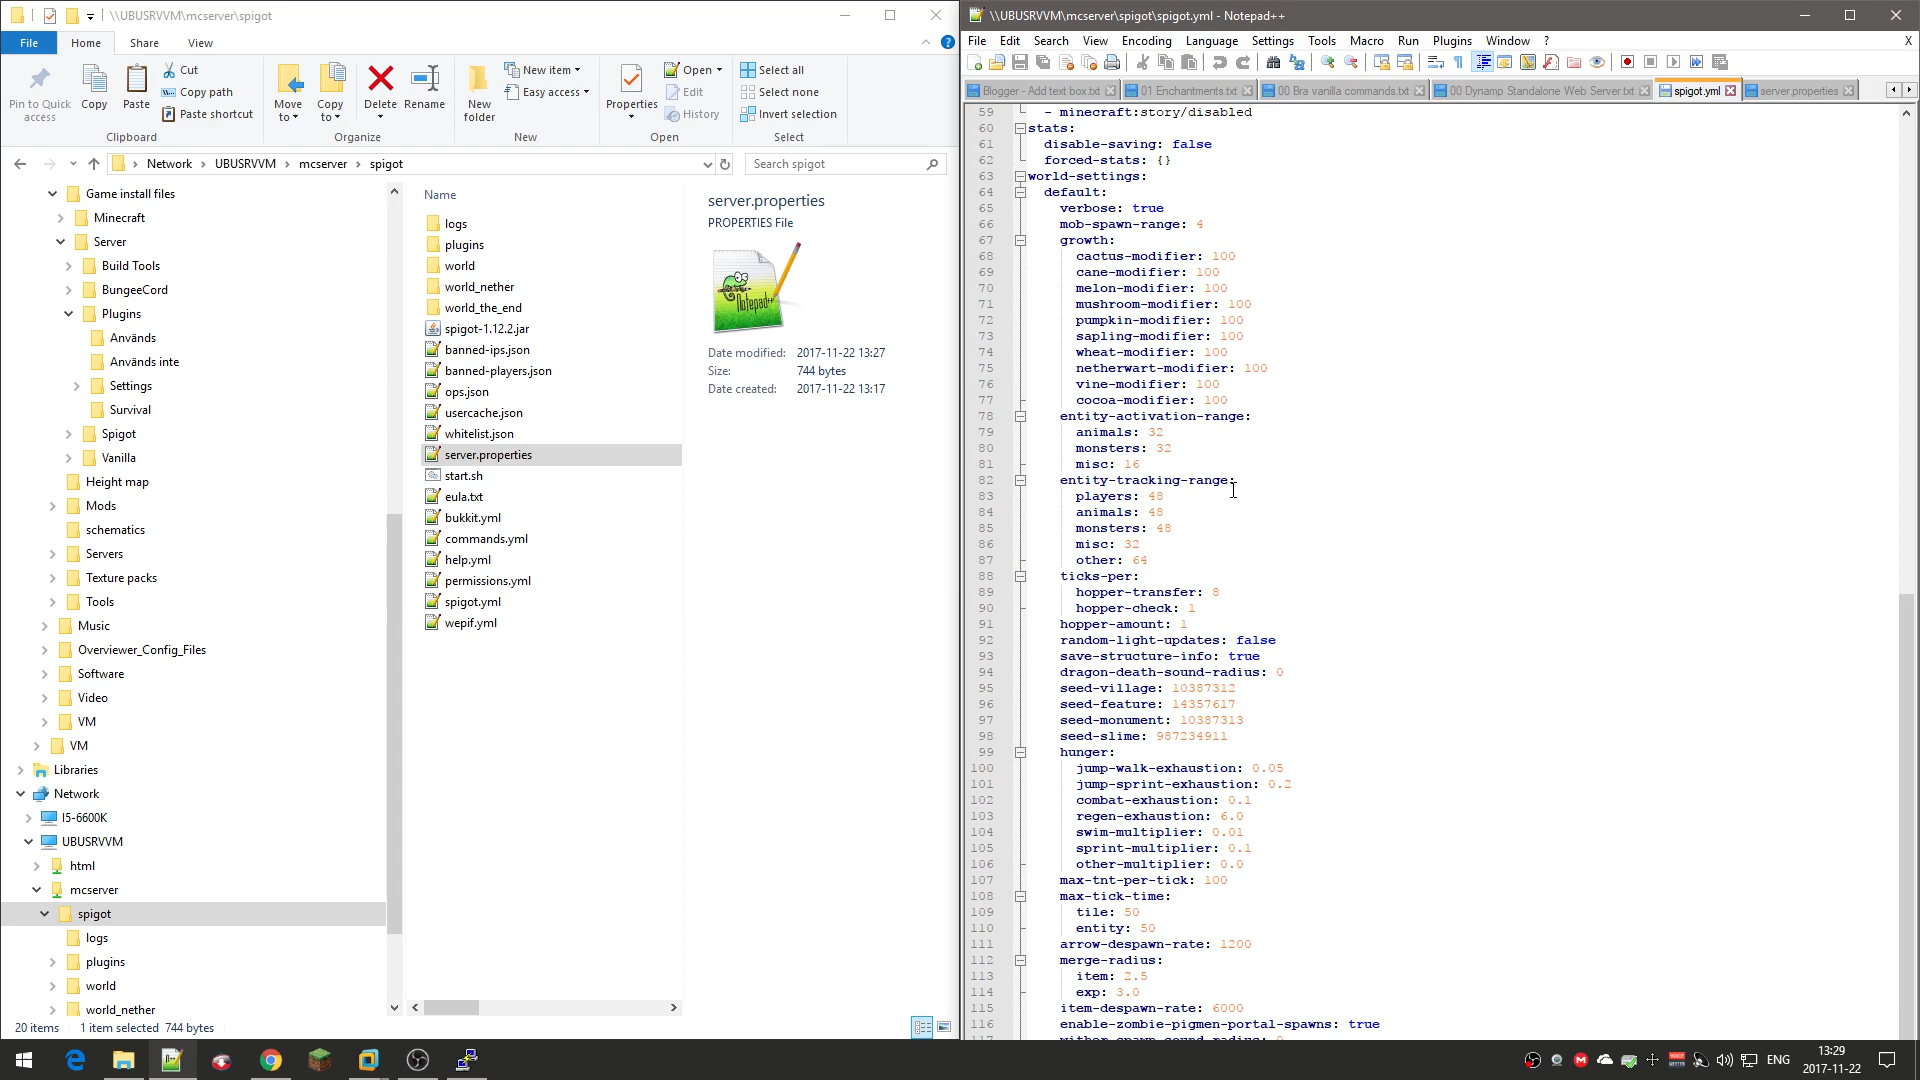 \\UBUSRVVM\mcserver\spigot
File
Home
Share
View
Pin to Quick access
Copy
Paste
Cut
Copy path
Paste shortcut
Clipboard
Move to
Copy to
Delete
Rename
Organize
New folder
New item
Easy access
New
Properties
Open
Edit
History
Open
Select all
Select none
Invert selection
Select
Network
UBUSRVVM
mcserver
spigot
Search spigot
Game install files
Minecraft
Server
Build Tools
BungeeCord
Plugins
Används
Används inte
Settings
Survival
Spigot
Vanilla
Height map
Mods
schematics
Servers
Texture packs
Tools
Music
Overviewer_Config_Files
Software
Video
VM
VM
Libraries
Network
I5-6600K
UBUSRVVM
html
mcserver
spigot
logs
plugins
world
world_nether
Name
logs
plugins
world
world_nether
world_the_end
spigot-1.12.2.jar
banned-ips.json
banned-players.json
ops.json
usercache.json
whitelist.json
server.properties
start.sh
eula.txt
bukkit.yml
commands.yml
help.yml
permissions.yml
spigot.yml
wepif.yml
server.properties
PROPERTIES File
Notepad++
Date modified: 2017-11-22 13:27
Size: 744 bytes
Date created: 2017-11-22 13:17
20 items 1 item selected 744 bytes
\\UBUSRVVM\mcserver\spigot\spigot.yml - Notepad++
File Edit Search View Encoding Language Settings Tools Macro Run Plugins Window ? X
Blogger - Add text box.txt
01 Enchantments.txt
00 Bra vanilla commands.txt
00 Dynamp Standalone Web Server.txt
spigot.yml
server.properties
59 - minecraft:story/disabled
60 stats:
61 disable-saving: false
62 forced-stats: {}
63 world-settings:
64 default:
65 verbose: true
66 mob-spawn-range: 4
67 growth:
68 cactus-modifier: 100
69 cane-modifier: 100
70 melon-modifier: 100
71 mushroom-modifier: 100
72 pumpkin-modifier: 100
73 sapling-modifier: 100
74 wheat-modifier: 100
75 netherwart-modifier: 100
76 vine-modifier: 100
77 cocoa-modifier: 100
78 entity-activation-range:
79 animals: 32
80 monsters: 32
81 misc: 16
82 entity-tracking-range:
83 players: 48
84 animals: 48
85 monsters: 48
86 misc: 32
87 other: 64
88 ticks-per:
89 hopper-transfer: 8
90 hopper-check: 1
91 hopper-amount: 1
92 random-light-updates: false
93 save-structure-info: true
94 dragon-death-sound-radius: 0
95 seed-village: 10387312
96 seed-feature: 14357617
97 seed-monument: 10387313
98 seed-slime: 987234911
99 hunger:
100 jump-walk-exhaustion: 0.05
101 jump-sprint-exhaustion: 0.2
102 combat-exhaustion: 0.1
103 regen-exhaustion: 6.0
104 swim-multiplier: 0.01
105 sprint-multiplier: 0.1
106 other-multiplier: 0.0
107 max-tnt-per-tick: 100
108 max-tick-time:
109 tile: 50
110 entity: 50
111 arrow-despawn-rate: 1200
112 merge-radius:
113 item: 2.5
114 exp: 3.0
115 item-despawn-rate: 6000
116 enable-zombie-pigmen-portal-spawns: true
117 wither-spawn-sound-radius: 0
ENG
13:29
2017-11-22